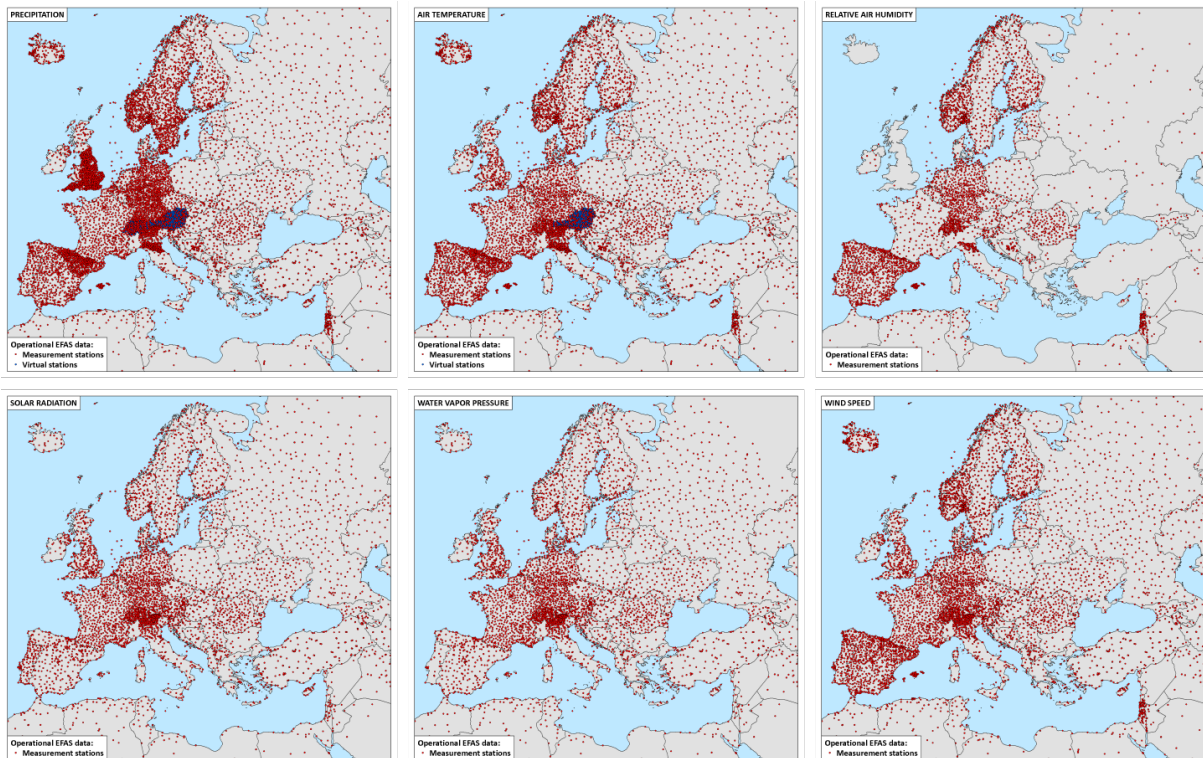 PRECIPITATION
Operational EFAS data:
Measurement stations
Virtual stations
AIR TEMPERATURE
Operational EFAS data:
Measurement stations
Virtual stations
RELATIVE AIR HUMIDITY
Operational EFAS data:
Measurement stations
SOLAR RADIATION
Operational EFAS data:
Measurement stations
WATER VAPOR PRESSURE
Operational EFAS data:
Measurement stations
WIND SPEED
Operational EFAS data:
Measurement stations